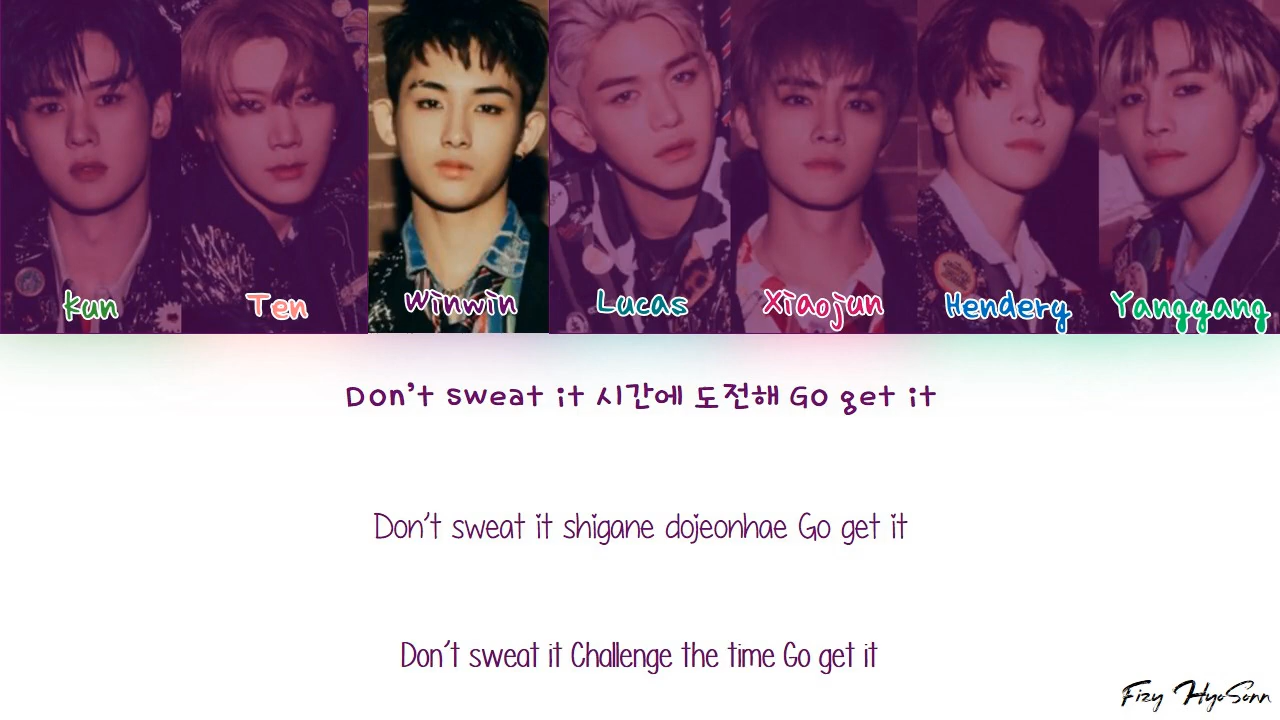 Kun
Ten
Winwin
Lucas
Xiaojun
Hendery
Yangyang
Don't sweat it 시간에 도전해 Go get it
Don't sweat it shigane dojeonhae Go get it
Don't sweat it Challenge the time Go get it
Fizy HyoSonn